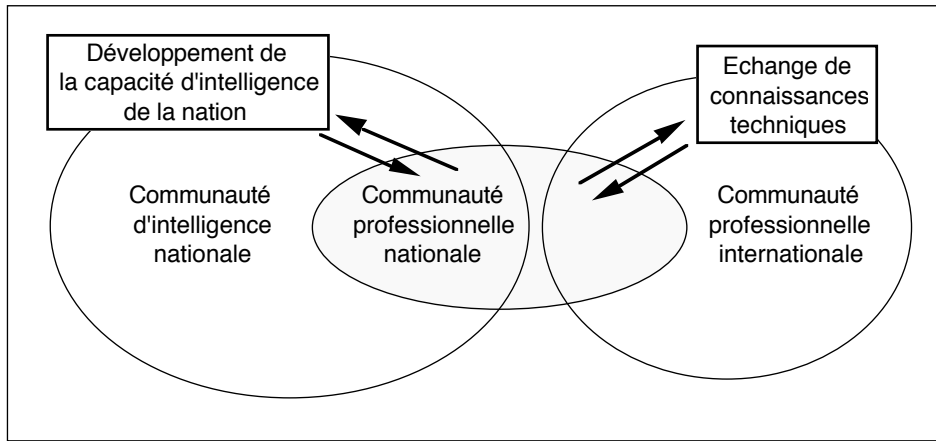 Développement de
la capacité d'intelligence
de la nation
Echange de
connaissances
techniques
Communauté
d'intelligence
nationale
Communauté
professionnelle
nationale
Communauté
professionnelle
internationale